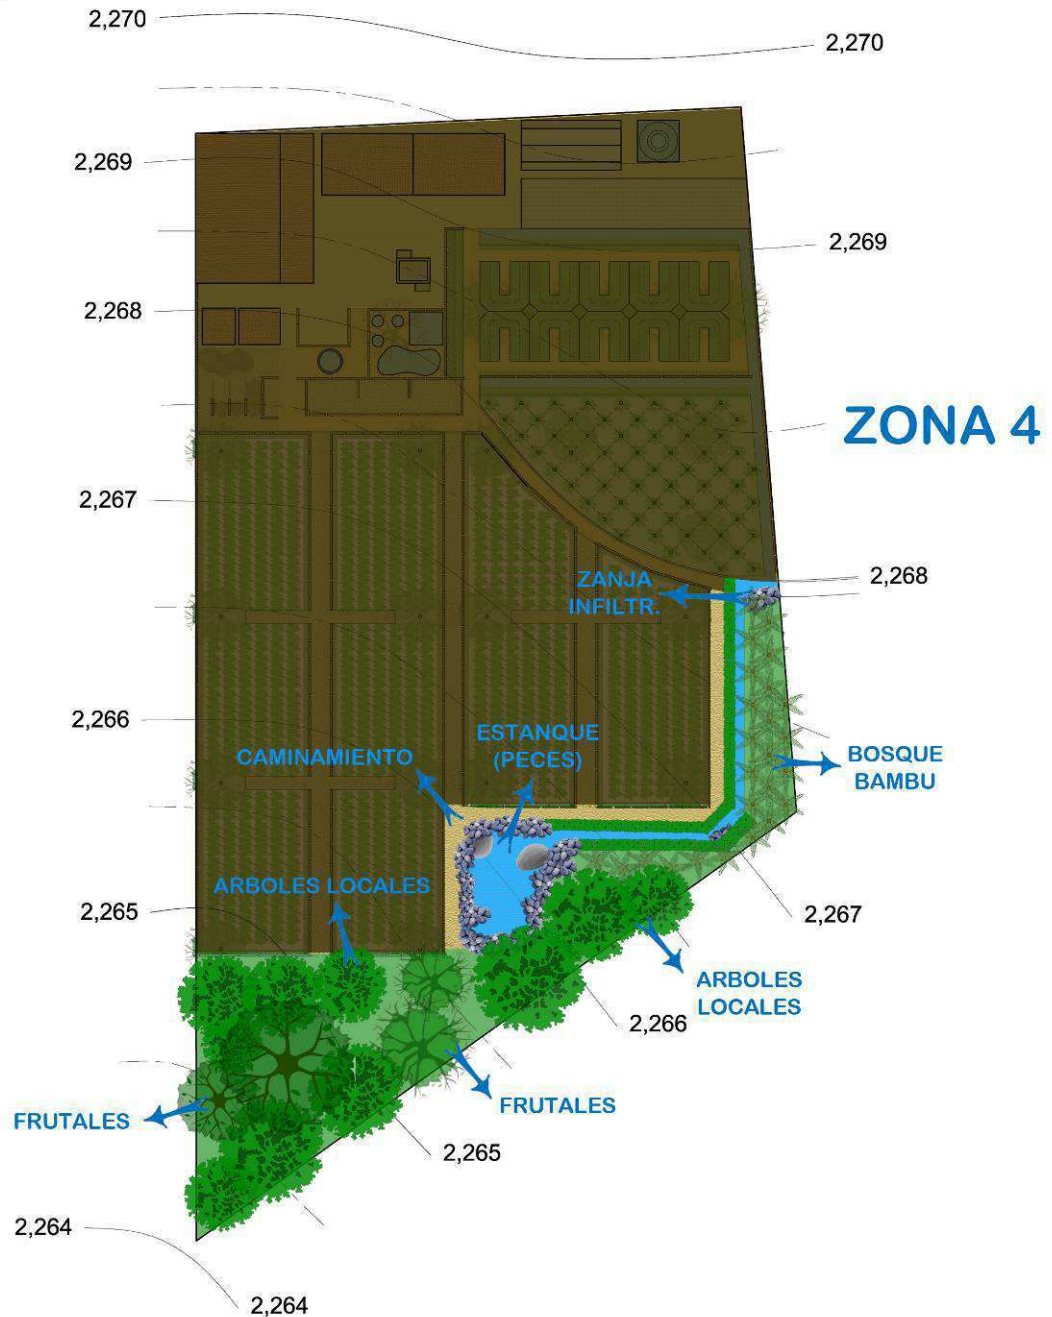 2,270
2,270
2,269
2,269
2,268
ZONA 4
2,267
2,268
ZANJA
INFILTR.
2,266
ESTANQUE
(PECES)
CAMINAMIENTO
BOSQUE
BAMBU
ARBOLES LOCALES
2,265
2,267
ARBOLES
LOCALES
2,266
FRUTALES
FRUTALES
2,265
2,264
2,264